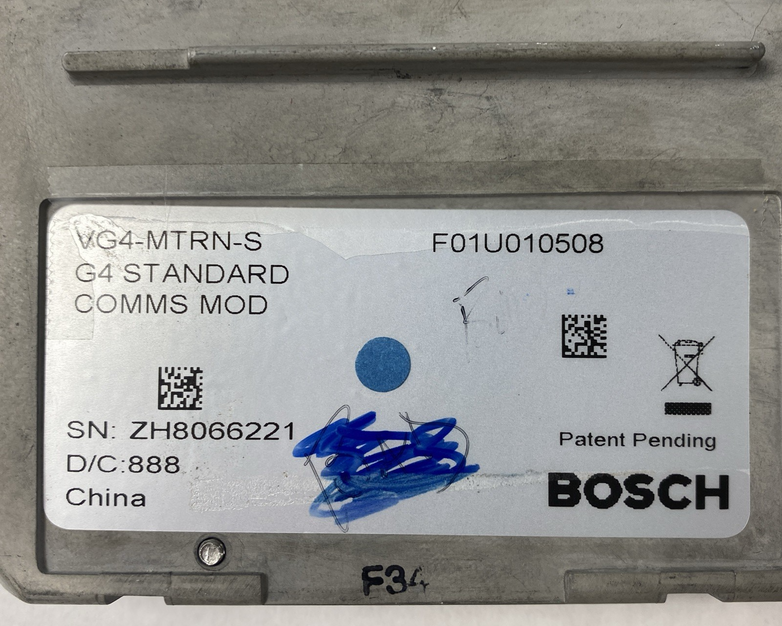 VG4-MTRN-S
F01U010508
G4 STANDARD
COMMS MOD
SN: ZH8066221
D/C:888
China
Patent Pending
BOSCH
F34